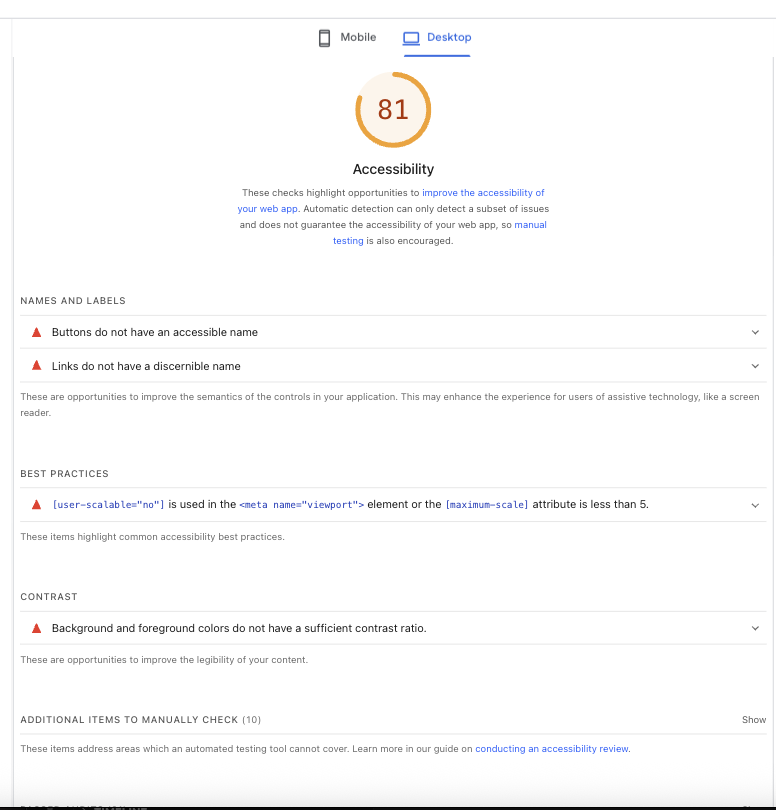 Mobile
Desktop
81
Accessibility
These checks highlight opportunities to improve the accessibility of
your web app. Automatic detection can only detect a subset of issues
and does not guarantee the accessibility of your web app, so manual
testing is also encouraged.
NAMES AND LABELS
Buttons do not have an accessible name
Links do not have a discernible name
These are opportunities to improve the semantics of the controls in your application. This may enhance the experience for users of assistive technology, like a screen
reader.
BEST PRACTICES
[user-scalable="no"] is used in the <meta name="viewport"> element or the [maximum-scale] attribute is less than 5.
These items highlight common accessibility best practices.
CONTRAST
Background and foreground colors do not have a sufficient contrast ratio.
These are opportunities to improve the legibility of your content.
ADDITIONAL ITEMS TO MANUALLY CHECK (10)
Show
These items address areas which an automated testing tool cannot cover. Learn more in our guide on conducting an accessibility review.